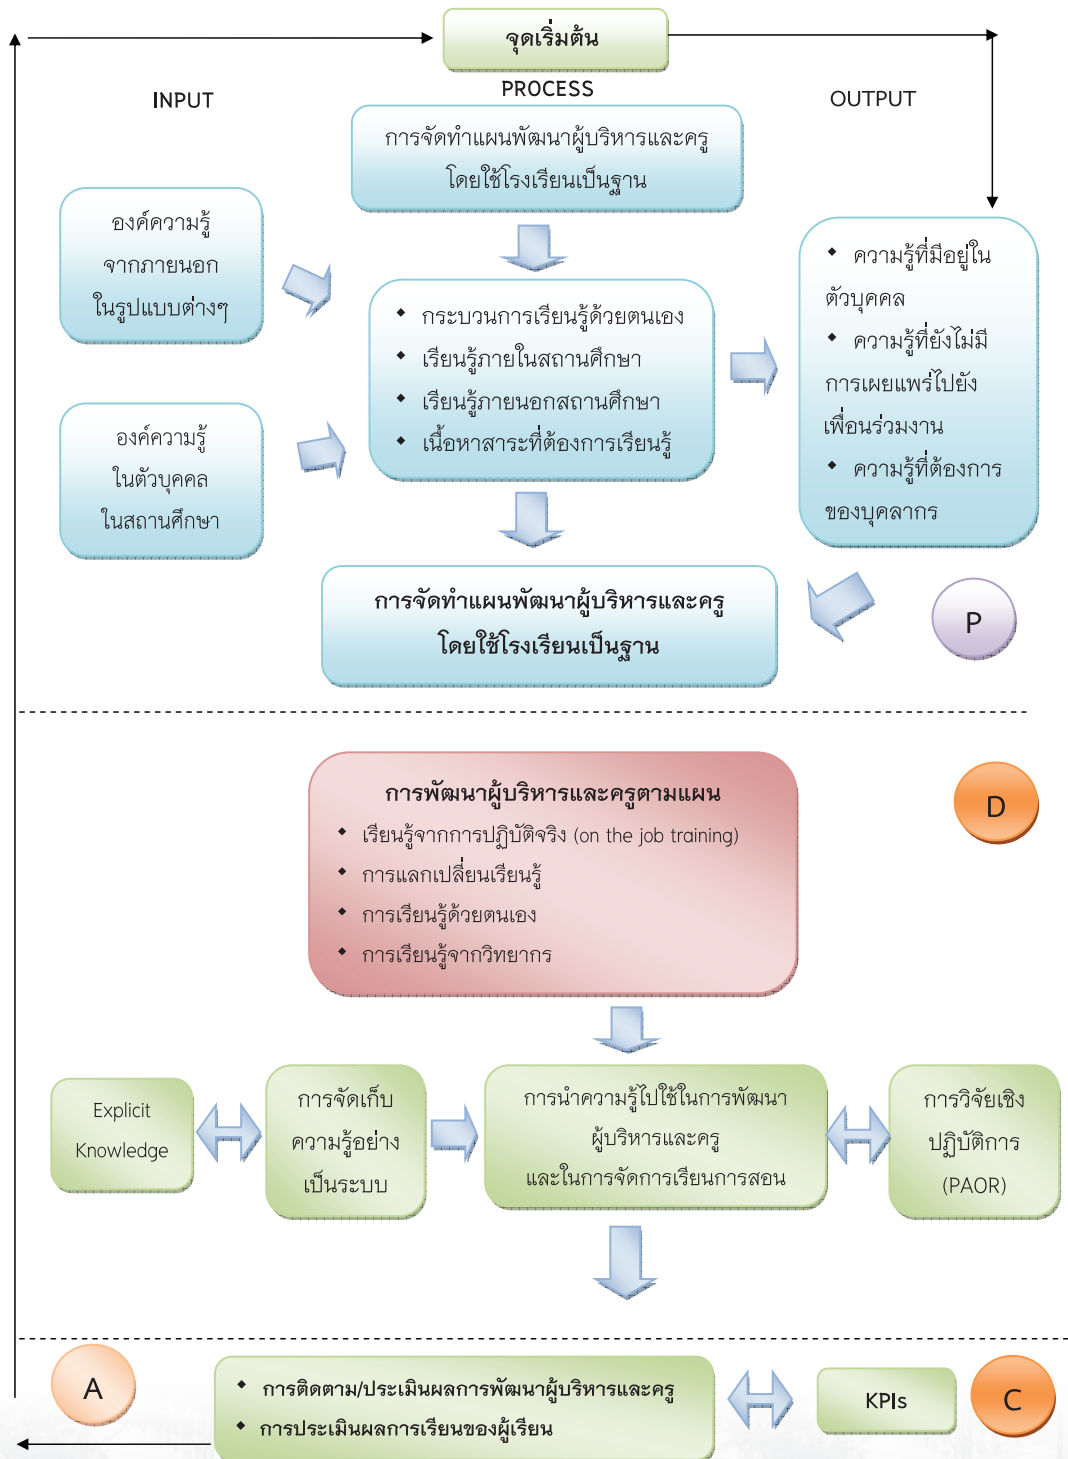 จุดเริ่มต้น
INPUT
PROCESS
OUTPUT
การจัดทำแผนพัฒนาผู้บริหารและครู
โดยใช้โรงเรียนเป็นฐาน
องค์ความรู้
จากภายนอก
ในรูปแบบต่างๆ
องค์ความรู้
ในตัวบุคคล
ในสถานศึกษา
◆ กระบวนการเรียนรู้ด้วยตนเอง
◆ เรียนรู้ภายในสถานศึกษา
◆ เรียนรู้ภายนอกสถานศึกษา
◆ เนื้อหาสาระที่ต้องการเรียนรู้
◆ ความรู้ที่มีอยู่ใน
ตัวบุคคล
◆ ความรู้ที่ยังไม่มี
การเผยแพร่ไปยัง
เพื่อนร่วมงาน
◆ ความรู้ที่ต้องการ
ของบุคลากร
การจัดทำแผนพัฒนาผู้บริหารและครู
โดยใช้โรงเรียนเป็นฐาน
P
การพัฒนาผู้บริหารและครูตามแผน
◆ เรียนรู้จากการปฏิบัติจริง (on the job training)
◆ การแลกเปลี่ยนเรียนรู้
◆ การเรียนรู้ด้วยตนเอง
◆ การเรียนรู้จากวิทยากร
D
Explicit
Knowledge
การจัดเก็บ
ความรู้อย่าง
เป็นระบบ
การนำความรู้ไปใช้ในการพัฒนา
ผู้บริหารและครู
และในการจัดการเรียนการสอน
การวิจัยเชิง
ปฏิบัติการ
(PAOR)
A
◆ การติดตาม/ประเมินผลการพัฒนาผู้บริหารและครู
◆ การประเมินผลการเรียนของผู้เรียน
KPIs
C